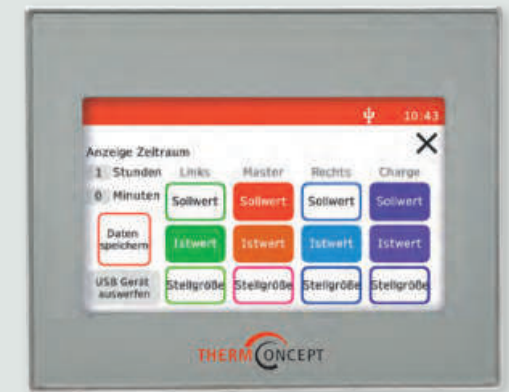 10:43
Anzeige Zeitraum
1 Stunden Links Master Rechts Charge
0 Minuten Sollwert Sollwert Sollwert Sollwert
Daten
speichern Istwert Istwert Istwert Istwert
USB Gerät
auswerfen Stellgröße Stellgröße Stellgröße Stellgröße
THERMCONCEPT